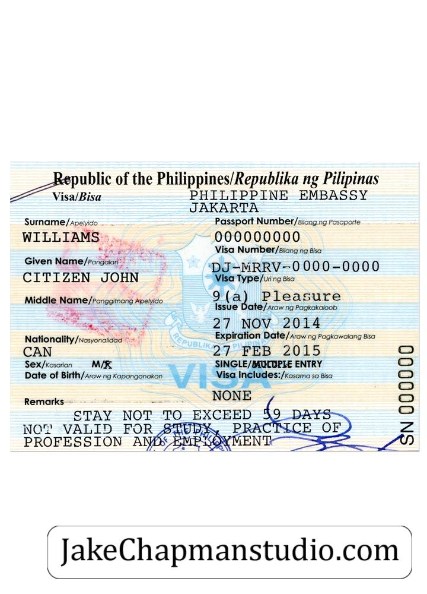 Republic of the Philippines/Republika ng Pilipinas
Visa/Bisa PHILIPPINE EMBASSY
JAKARTA
Surname/Apelyido Passport Number/Bilang ng Pasaporte
WILLIAMS 000000000
Visa Number/Bilang ng Bisa
Given Name/Pangalan DJ-MRRV-0000-0000
CITIZEN JOHN Visa Type/Uri ng Bisa
Middle Name/Panggitnang Apelyido 9(a) Pleasure
Issue Date/Araw ng Pagkakaloob
27 NOV 2014
Nationality/Nasyonalidad Expiration Date/Araw ng Pagkawalang Bisa
CAN 27 FEB 2015
Sex/Kasarian M/X SINGLE/MULTIPLE ENTRY
Date of Birth/Araw ng Kapanganakan Visa Includes:/Kasama sa Bisa
VISA
NONE
Remarks
STAY NOT TO EXCEED 59 DAYS
NOT VALID FOR STUDY, PRACTICE OF
PROFESSION AND EMPLOYMENT
SN 000000
JakeChapmanstudio.com